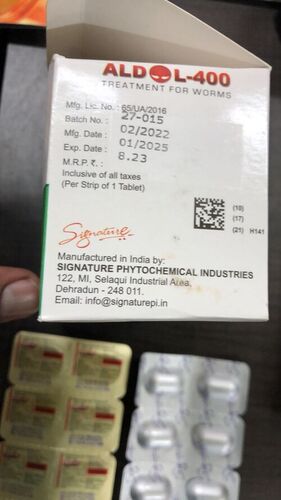 ALDOL-400
TREATMENT FOR WORMS
Mfg. Lic. No.: 65/UA/2016
Batch No. : 27-015
Mfg. Date : 02/2022
Exp. Date : 01/2025
M.R.P ₹. : 8.23
Inclusive of all taxes
(Per Strip of 1 Tablet)
(10)
(17)
(21) H141
Signature
Manufactured in India by:
SIGNATURE PHYTOCHEMICAL INDUSTRIES
122, MI, Selaqui Industrial Area,
Dehradun - 248 011.
Email: info@signaturepi.in